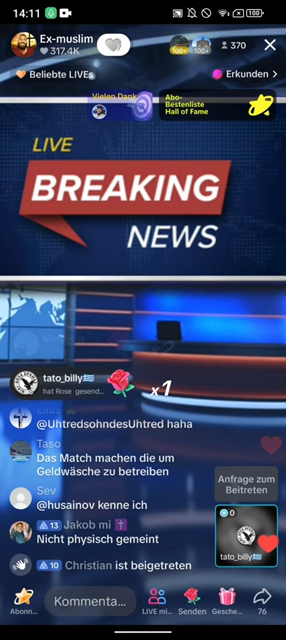 14:11
100
Ex-muslim
317.4K
100+
100+
370
Beliebte LIVEs
Erkunden >
Vielen Dank
Abo-
Bestenliste
Hall of Fame
LIVE
BREAKING
NEWS
tato_billy🇬🇷
hat Rose gesend...
x1
@UhtredsohndesUhtred haha
Taso
Das Match machen die um
Geldwäsche zu betreiben
Sev
@husainov kenne ich
13 Jakob mi ✝️
Nicht physisch gemeint
10 Christian ist beigetreten
Anfrage zum
Beitreten
0
tato_billy🇬🇷
Abonn...
Kommenta...
LIVE mi...
Senden
Gesche...
76